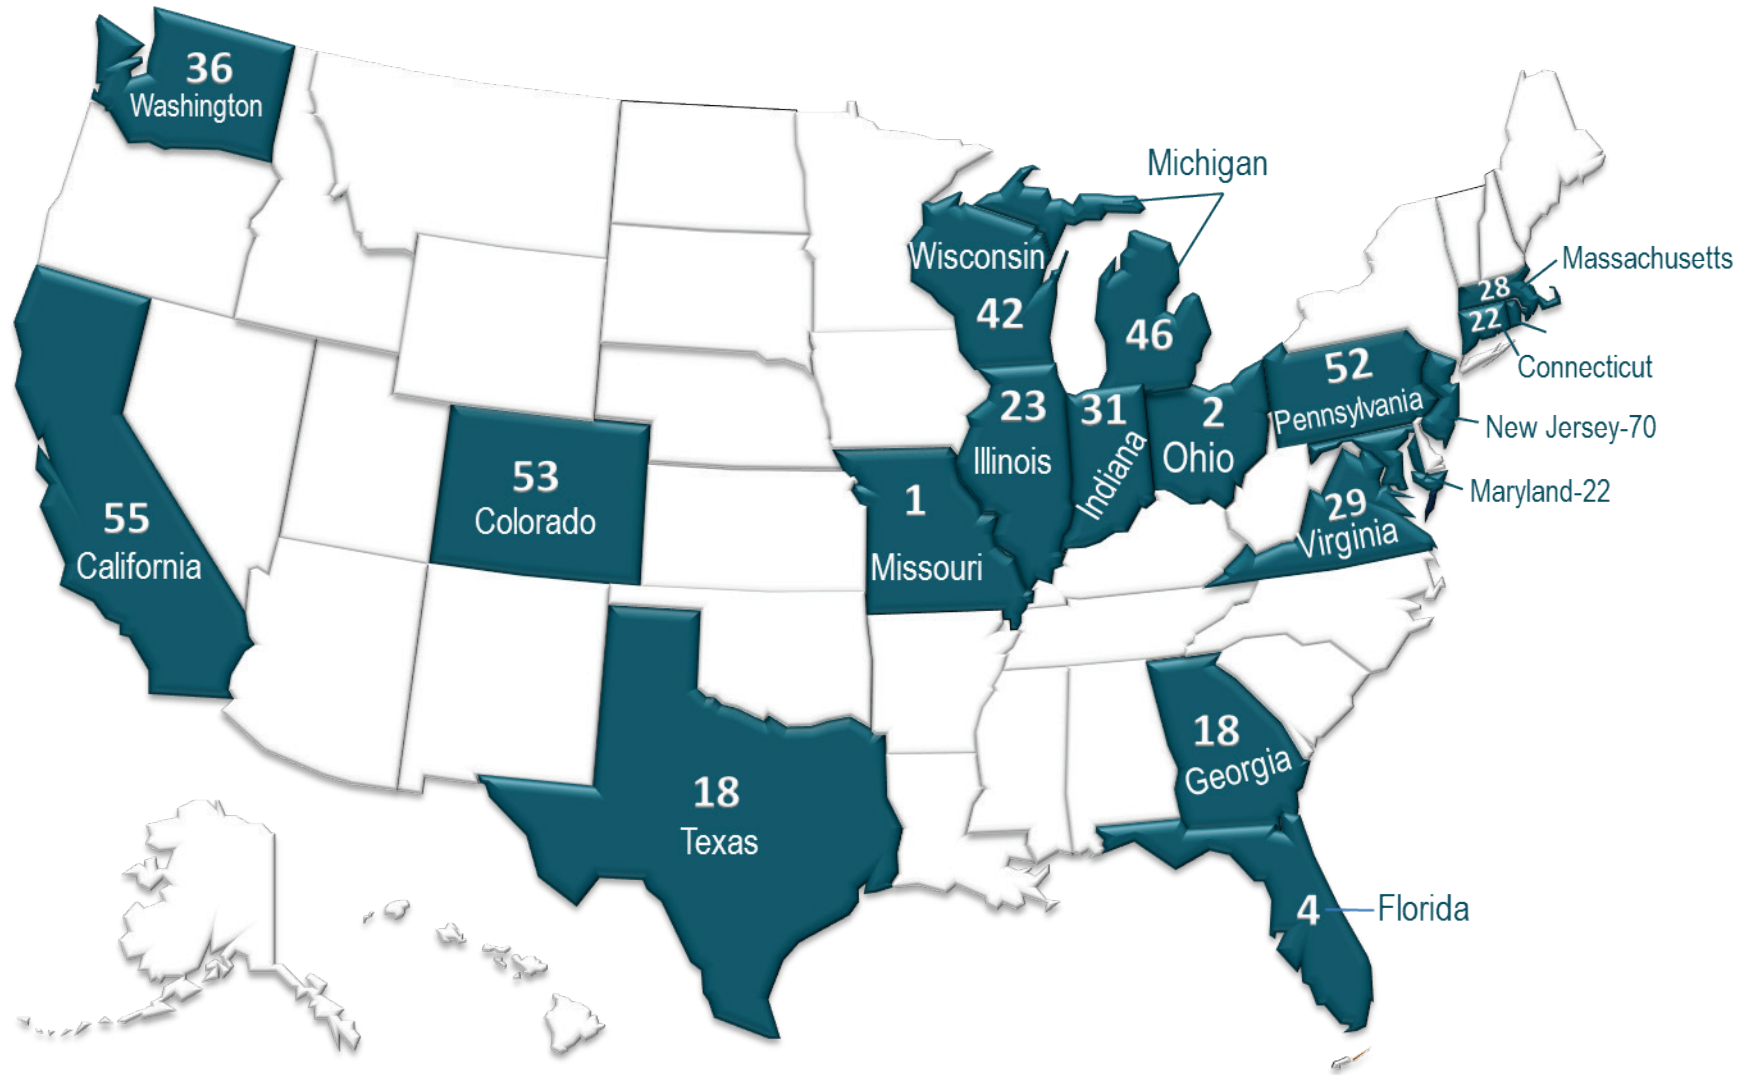 36
Washington
Michigan
Wisconsin
42
46
Massachusetts
28
22
Connecticut
52
Pennsylvania
New Jersey-70
Maryland-22
23
Illinois
31
Indiana
2
Ohio
29
Virginia
53
Colorado
1
Missouri
55
California
18
Georgia
18
Texas
4
Florida